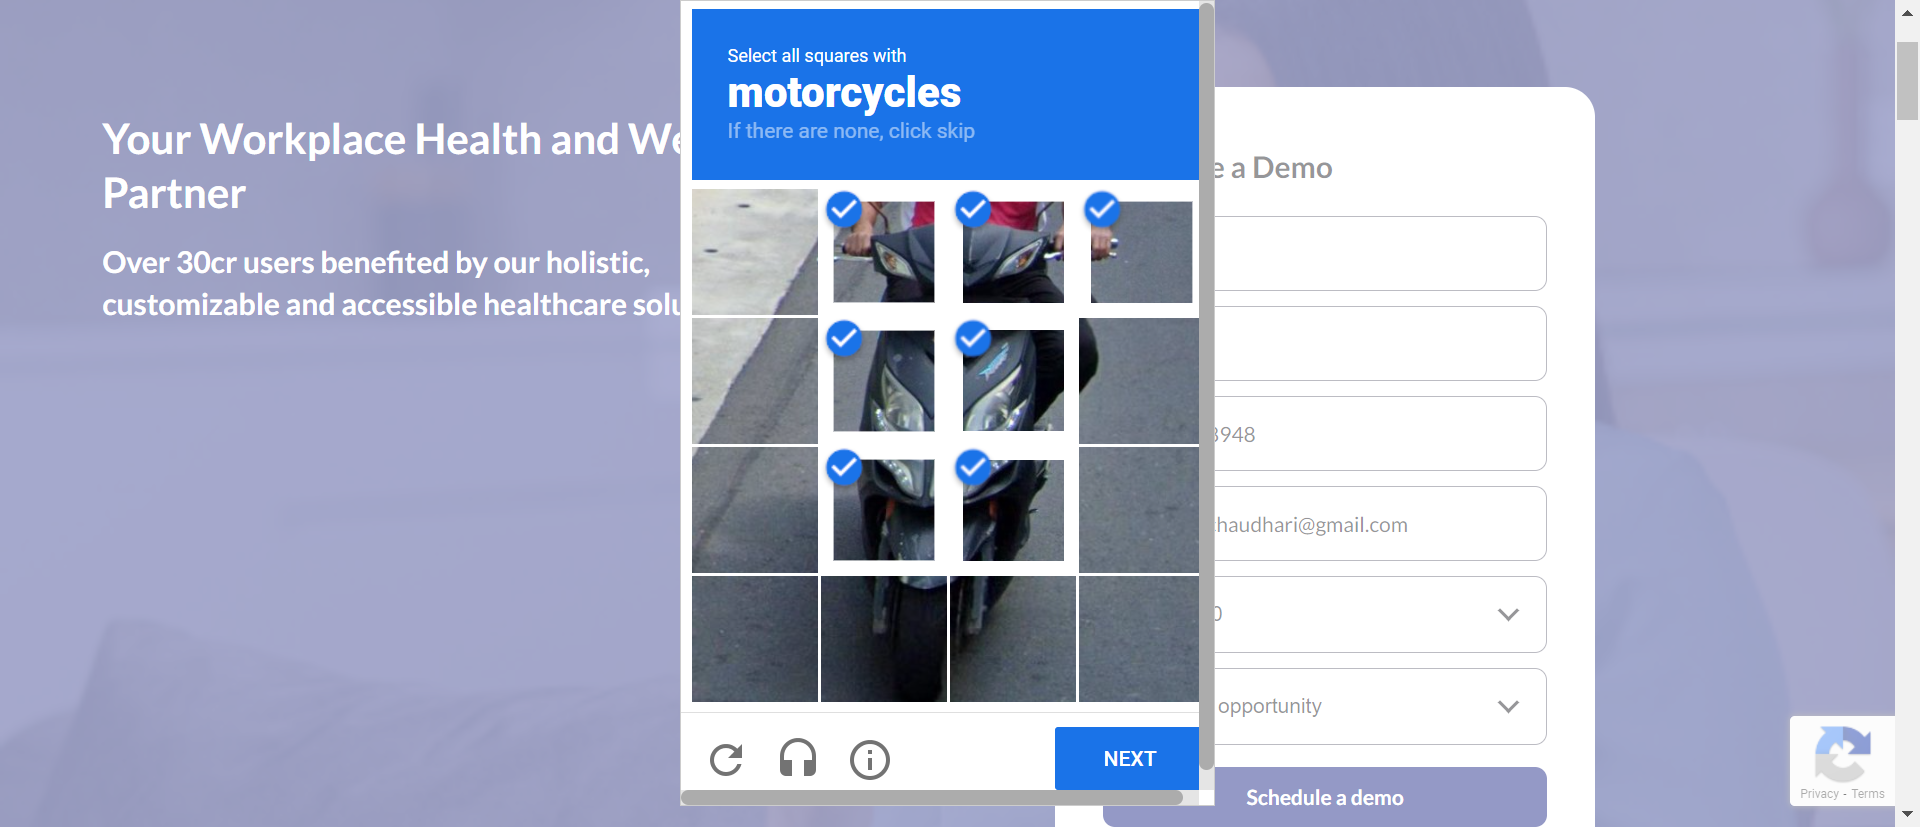 Your Workplace Health and We
Partner
Over 30cr users benefited by our holistic,
customizable and accessible healthcare solu
Select all squares with
motorcycles
If there are none, click skip
NEXT
e a Demo
3948
chaudhari@gmail.com
0
opportunity
Schedule a demo
Privacy - Terms